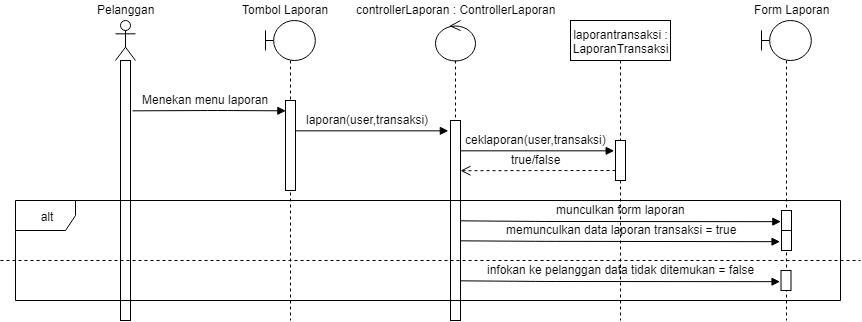 Pelanggan
Tombol Laporan
controllerLaporan : ControllerLaporan
laporantransaksi :
LaporanTransaksi
Form Laporan
Menekan menu laporan
laporan(user,transaksi)
ceklaporan(user,transaksi)
true/false
alt
munculkan form laporan
memunculkan data laporan transaksi = true
infokan ke pelanggan data tidak ditemukan = false